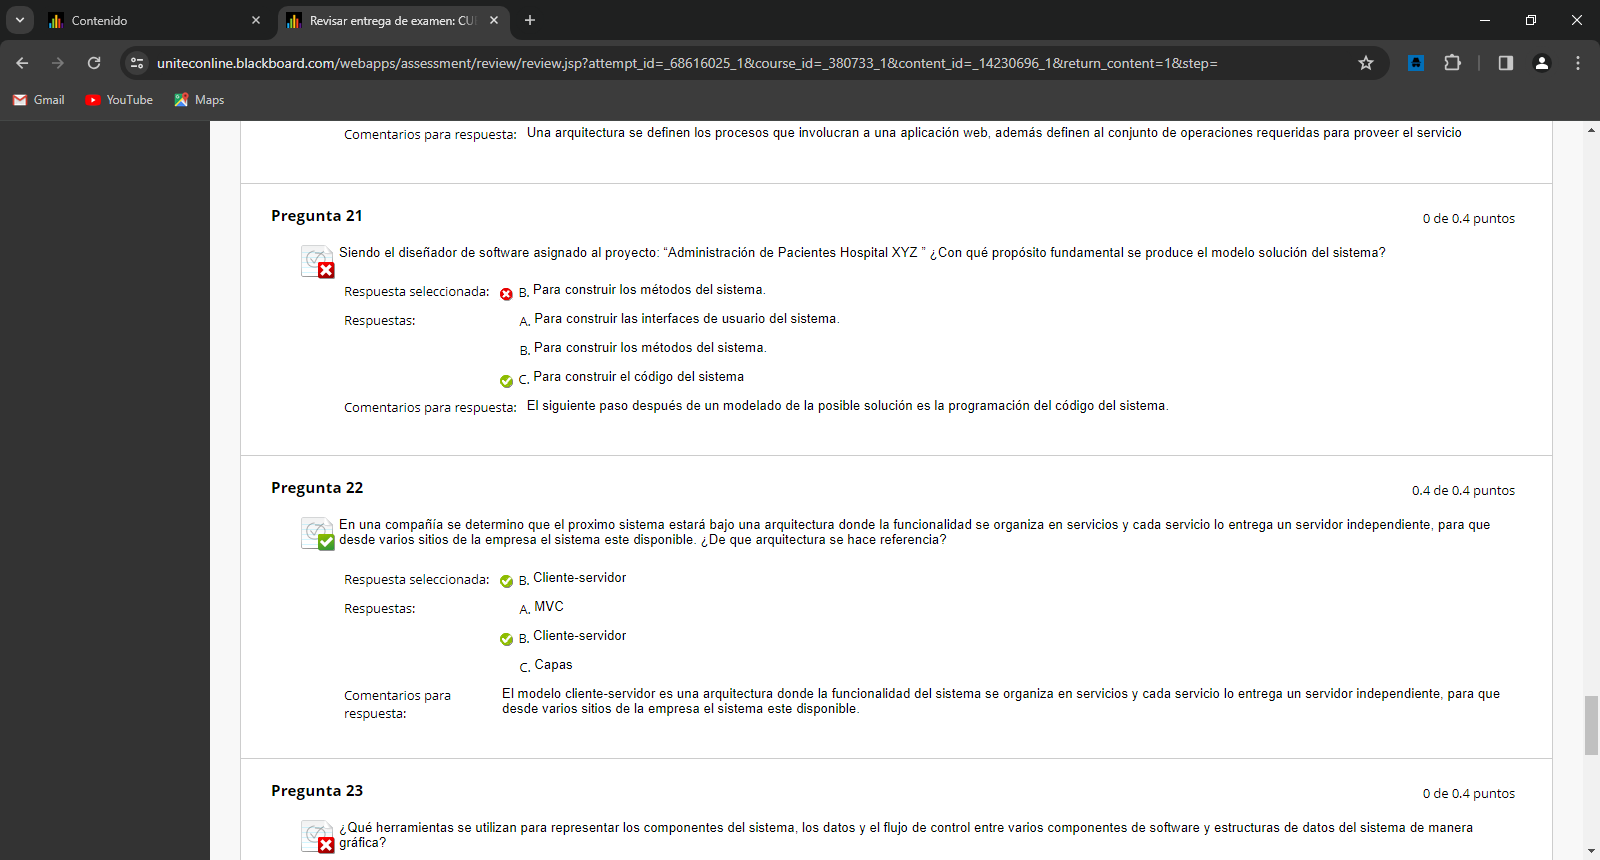 Contenido
Revisar entrega de examen: CU
uniteconline.blackboard.com/webapps/assessment/review/review.jsp?attempt_id=_68616025_1&course_id=_380733_1&content_id=_14230696_1&return_content=1&step=
Gmail
YouTube
Maps
Comentarios para respuesta: Una arquitectura se definen los procesos que involucran a una aplicación web, además definen al conjunto de operaciones requeridas para proveer el servicio
Pregunta 21
0 de 0.4 puntos
Siendo el diseñador de software asignado al proyecto: “Administración de Pacientes Hospital XYZ ” ¿Con qué propósito fundamental se produce el modelo solución del sistema?
Respuesta seleccionada: B. Para construir los métodos del sistema.
Respuestas: A. Para construir las interfaces de usuario del sistema.
B. Para construir los métodos del sistema.
C. Para construir el código del sistema
Comentarios para respuesta: El siguiente paso después de un modelado de la posible solución es la programación del código del sistema.
Pregunta 22
0.4 de 0.4 puntos
En una compañía se determino que el proximo sistema estará bajo una arquitectura donde la funcionalidad se organiza en servicios y cada servicio lo entrega un servidor independiente, para que
desde varios sitios de la empresa el sistema este disponible. ¿De que arquitectura se hace referencia?
Respuesta seleccionada: B. Cliente-servidor
Respuestas: A. MVC
B. Cliente-servidor
C. Capas
Comentarios para
respuesta:
El modelo cliente-servidor es una arquitectura donde la funcionalidad del sistema se organiza en servicios y cada servicio lo entrega un servidor independiente, para que
desde varios sitios de la empresa el sistema este disponible.
Pregunta 23
0 de 0.4 puntos
¿Qué herramientas se utilizan para representar los componentes del sistema, los datos y el flujo de control entre varios componentes de software y estructuras de datos del sistema de manera
gráfica?